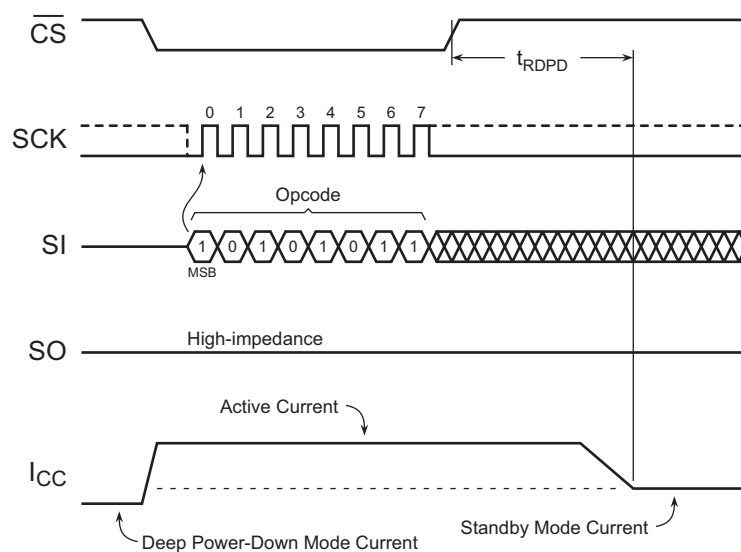 CS
tRDPD
SCK
0 1 2 3 4 5 6 7
Opcode
SI
1 0 1 0 1 0 1 1
MSB
High-impedance
SO
Active Current
ICC
Standby Mode Current
Deep Power-Down Mode Current